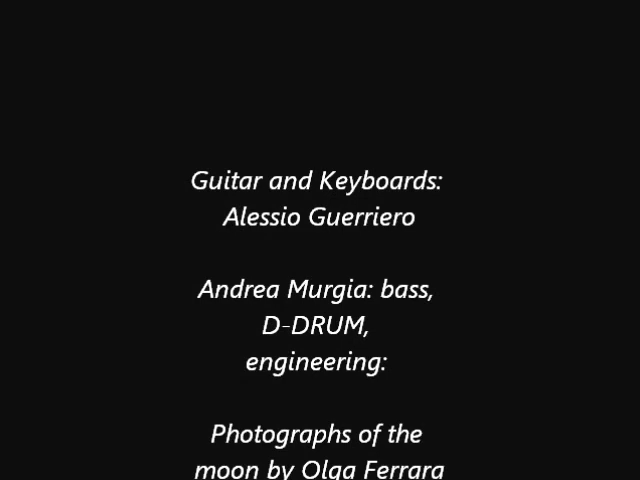 Guitar and Keyboards:
Alessio Guerriero
Andrea Murgia: bass,
D-DRUM,
engineering:
Photographs of the
moon by Olga Ferrara